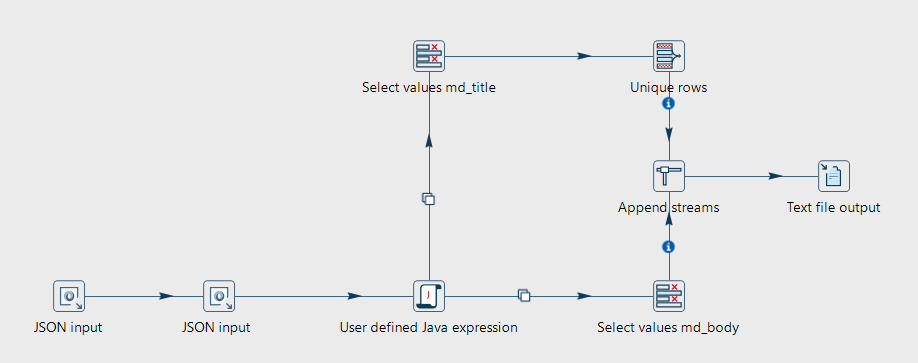 Select values md_title
Unique rows
Append streams
Text file output
JSON input
JSON input
User defined Java expression
Select values md_body